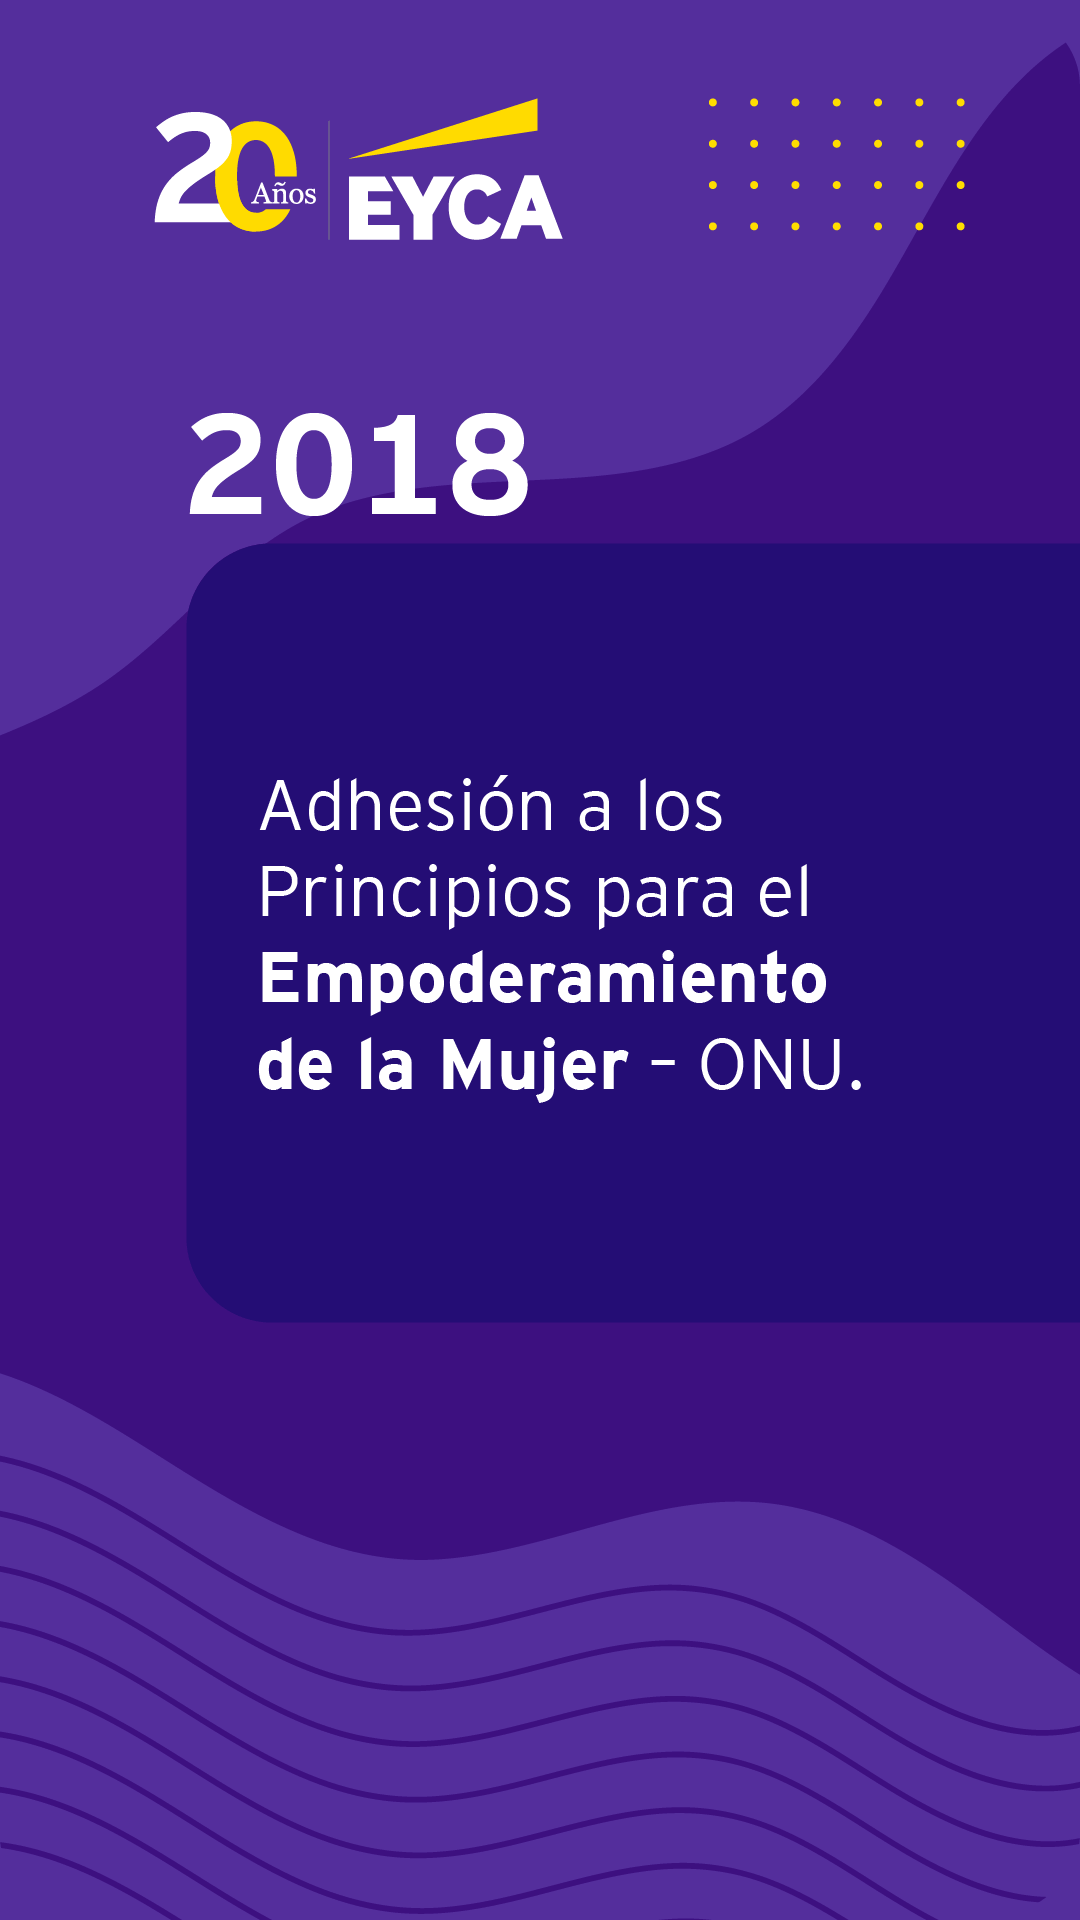 20 Años
EYCA
2018
Adhesión a los
Principios para el
Empoderamiento
de la Mujer – ONU.